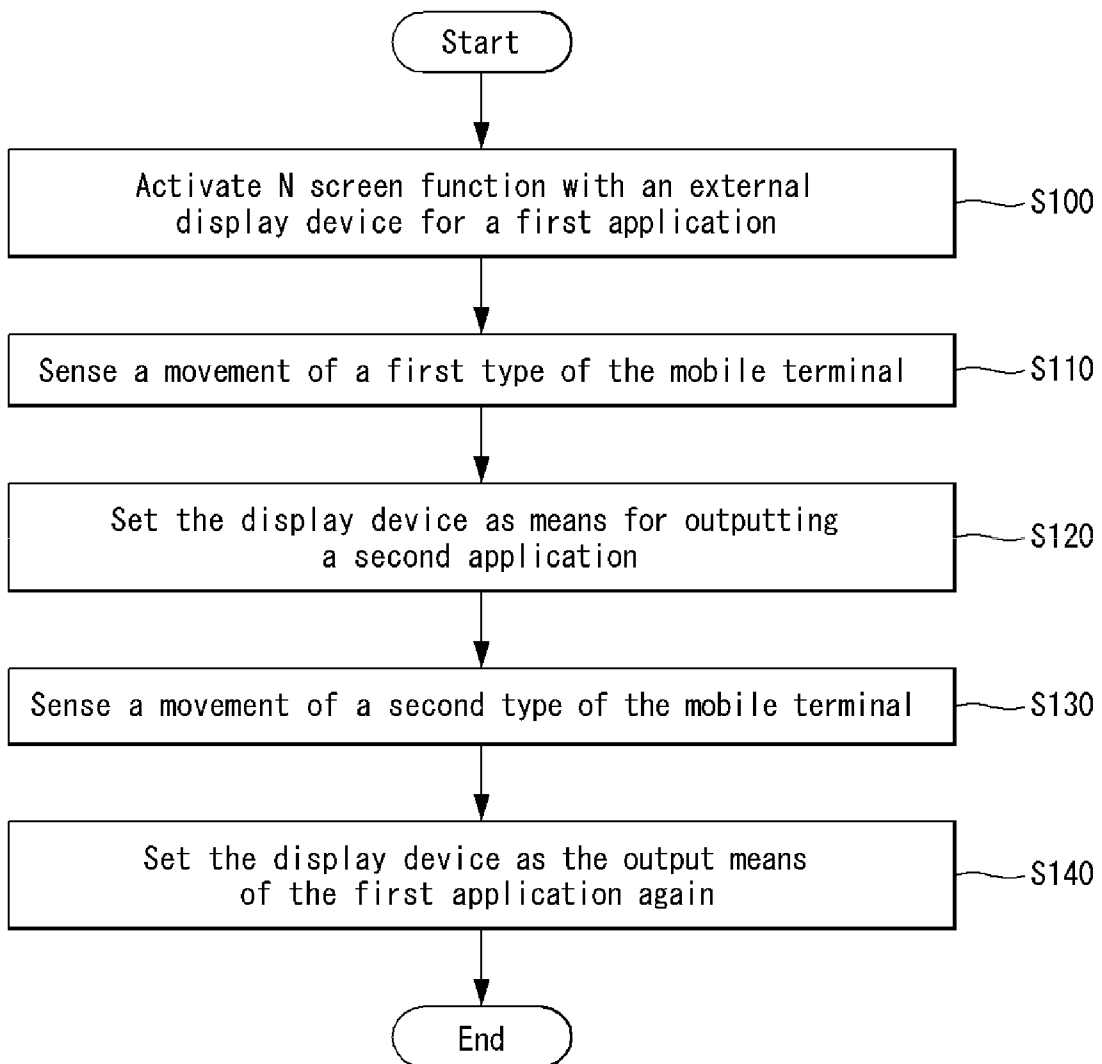 Start
Activate N screen function with an external
display device for a first application
S100
Sense a movement of a first type of the mobile terminal
S110
Set the display device as means for outputting
a second application
S120
Sense a movement of a second type of the mobile terminal
S130
Set the display device as the output means
of the first application again
S140
End